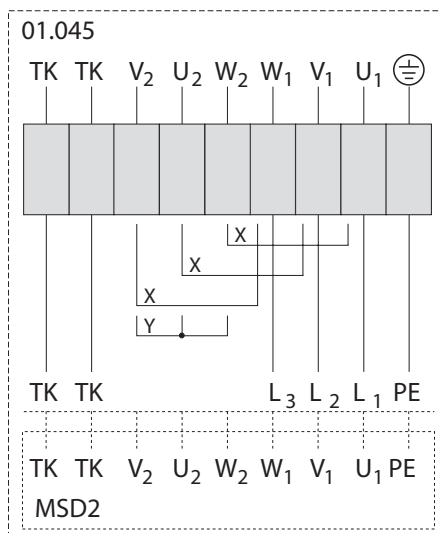 01.045
TK TK V2 U2 W2 W1 V1 U1
X
X
X
Y
TK TK L3 L2 L1 PE
TK TK V2 U2 W2 W1 V1 U1 PE
MSD2